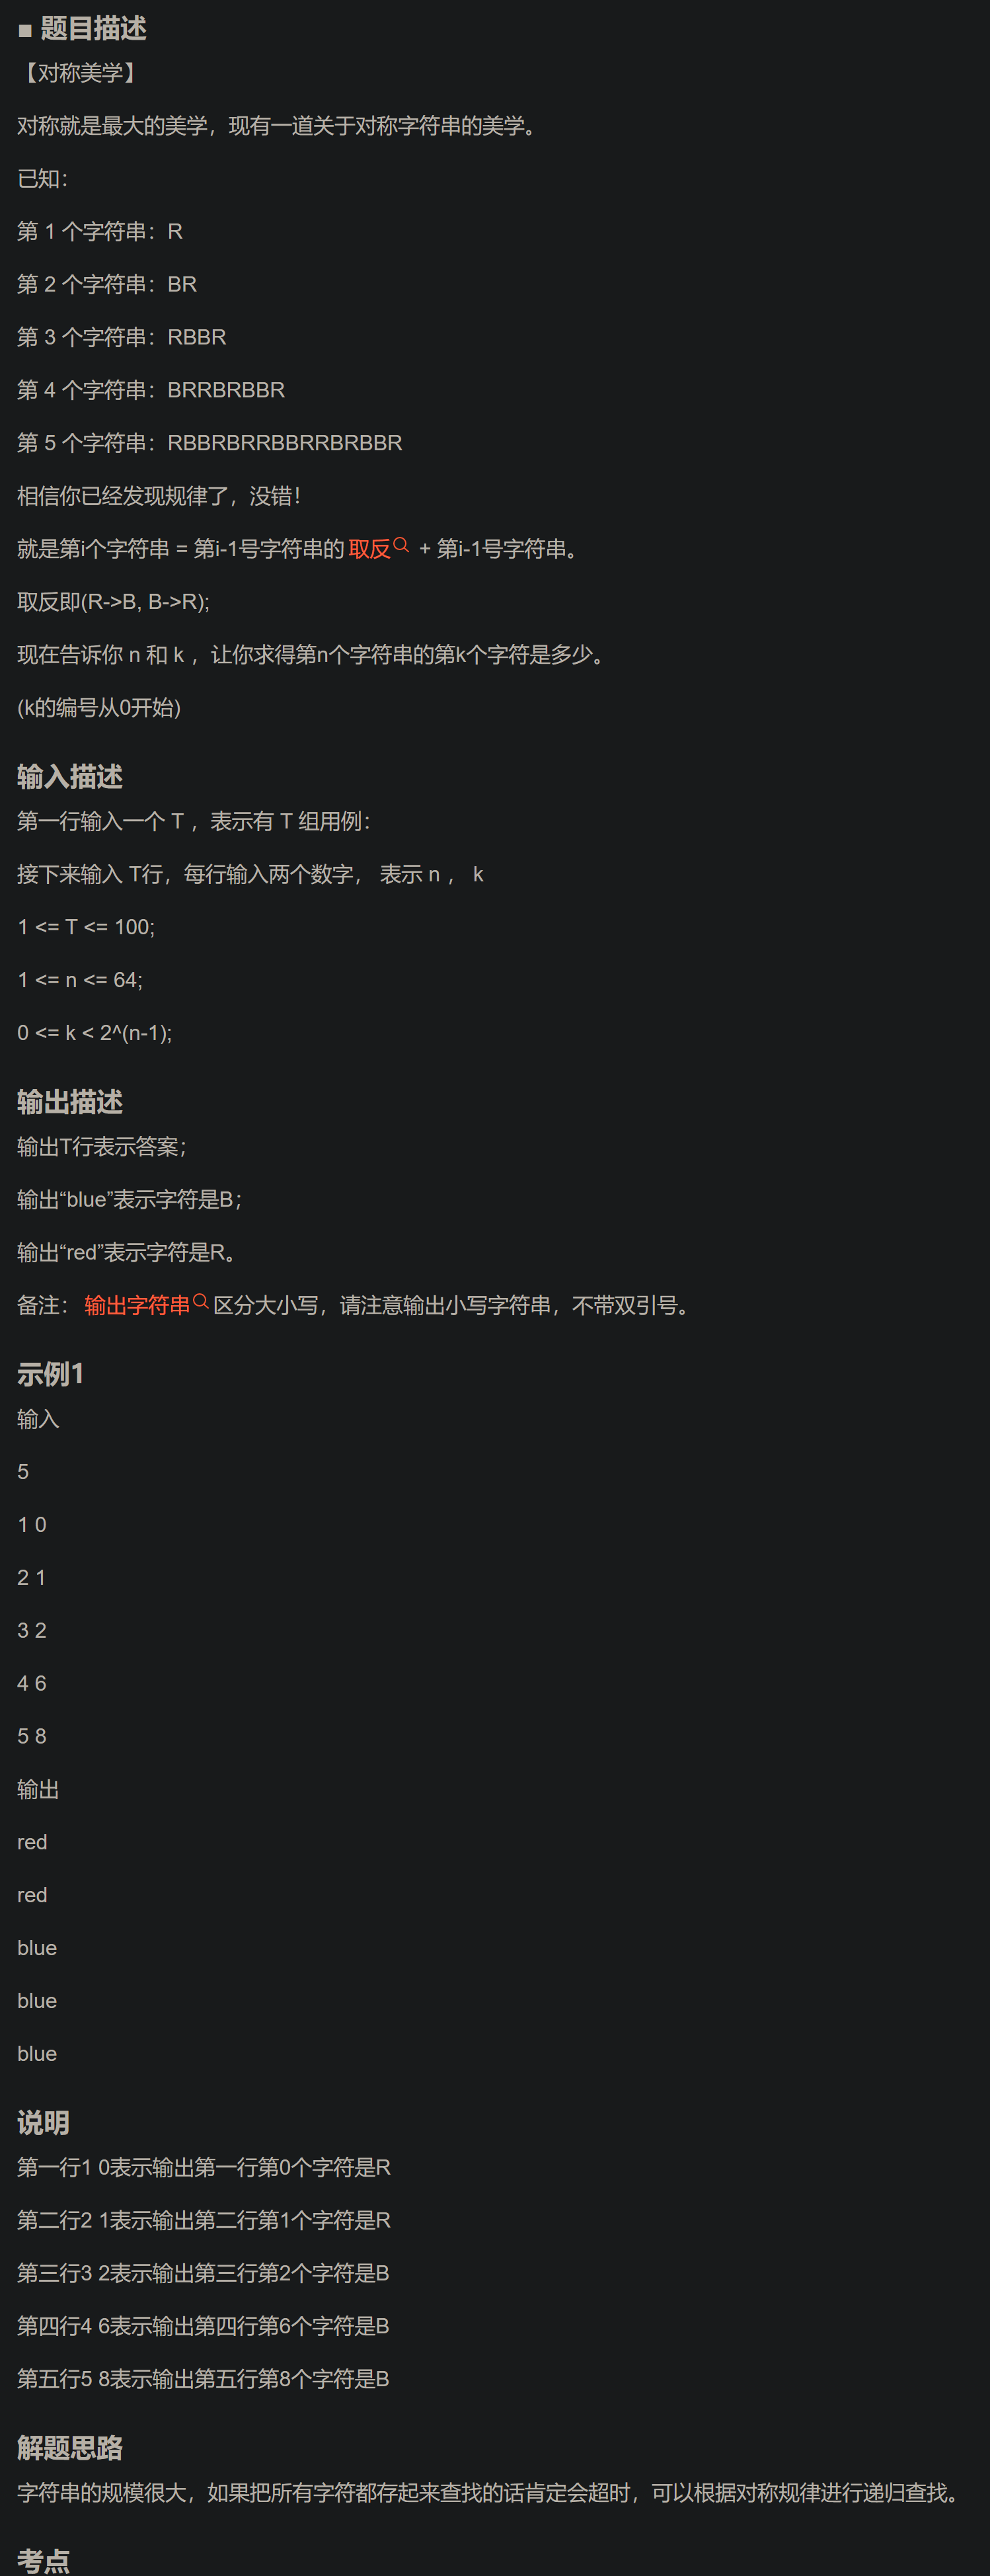 ■ 题目描述
【对称美学】
对称就是最大的美学，现有一道关于对称字符串的美学。
已知：
第 1 个字符串：R
第 2 个字符串：BR
第 3 个字符串：RBBR
第 4 个字符串：BRRBRBBR
第 5 个字符串：RBBRBRRBBRRBRBBR
相信你已经发现规律了，没错！
就是第i个字符串 = 第i-1号字符串的取反 + 第i-1号字符串。
取反即(R->B, B->R);
现在告诉你 n 和 k ，让你求得第n个字符串的第k个字符是多少。
(k的编号从0开始)
输入描述
第一行输入一个 T ，表示有 T 组用例：
接下来输入 T行，每行输入两个数字， 表示 n ， k
1 <= T <= 100;
1 <= n <= 64;
0 <= k < 2^(n-1);
输出描述
输出T行表示答案；
输出“blue”表示字符是B；
输出“red”表示字符是R。
备注：输出字符串区分大小写，请注意输出小写字符串，不带双引号。
示例1
输入
5
1 0
2 1
3 2
4 6
5 8
输出
red
red
blue
blue
blue
说明
第一行1 0表示输出第一行第0个字符是R
第二行2 1表示输出第二行第1个字符是R
第三行3 2表示输出第三行第2个字符是B
第四行4 6表示输出第四行第6个字符是B
第五行5 8表示输出第五行第8个字符是B
解题思路
字符串的规模很大，如果把所有字符都存起来查找的话肯定会超时，可以根据对称规律进行递归查找。
考点